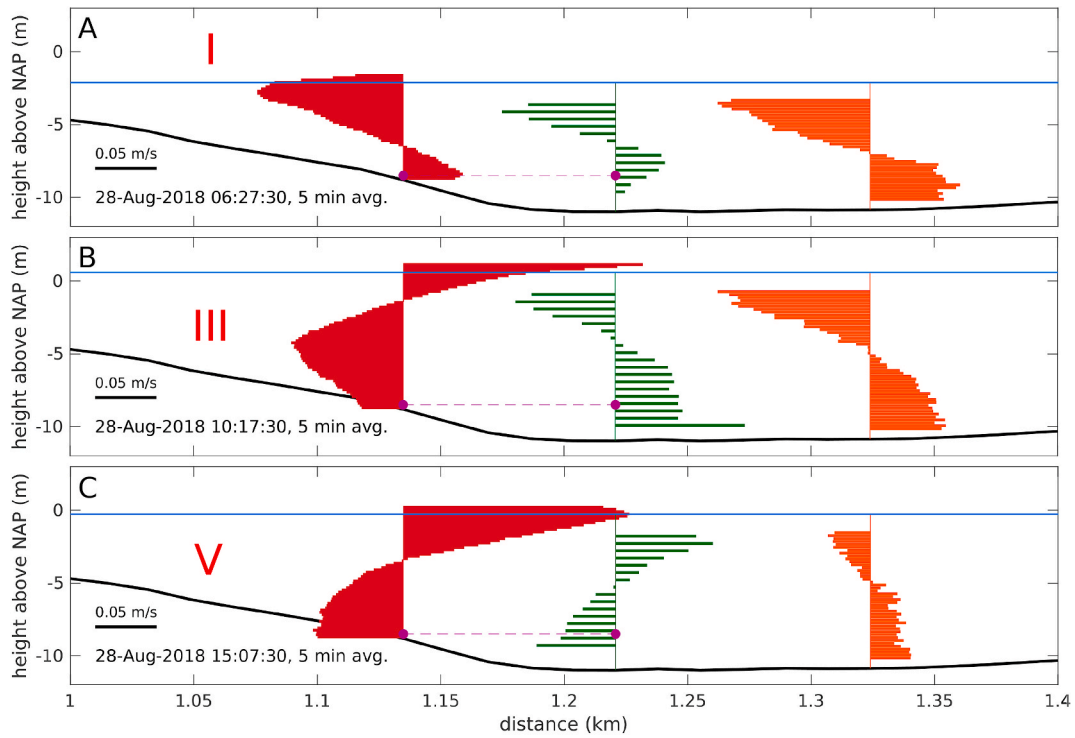 A
I
height above NAP (m)
0
-5
-10
0.05 m/s
28-Aug-2018 06:27:30, 5 min avg.
B
III
height above NAP (m)
0
-5
-10
0.05 m/s
28-Aug-2018 10:17:30, 5 min avg.
C
V
height above NAP (m)
0
-5
-10
0.05 m/s
28-Aug-2018 15:07:30, 5 min avg.
1 1.05 1.1 1.15 1.2 1.25 1.3 1.35 1.4
distance (km)